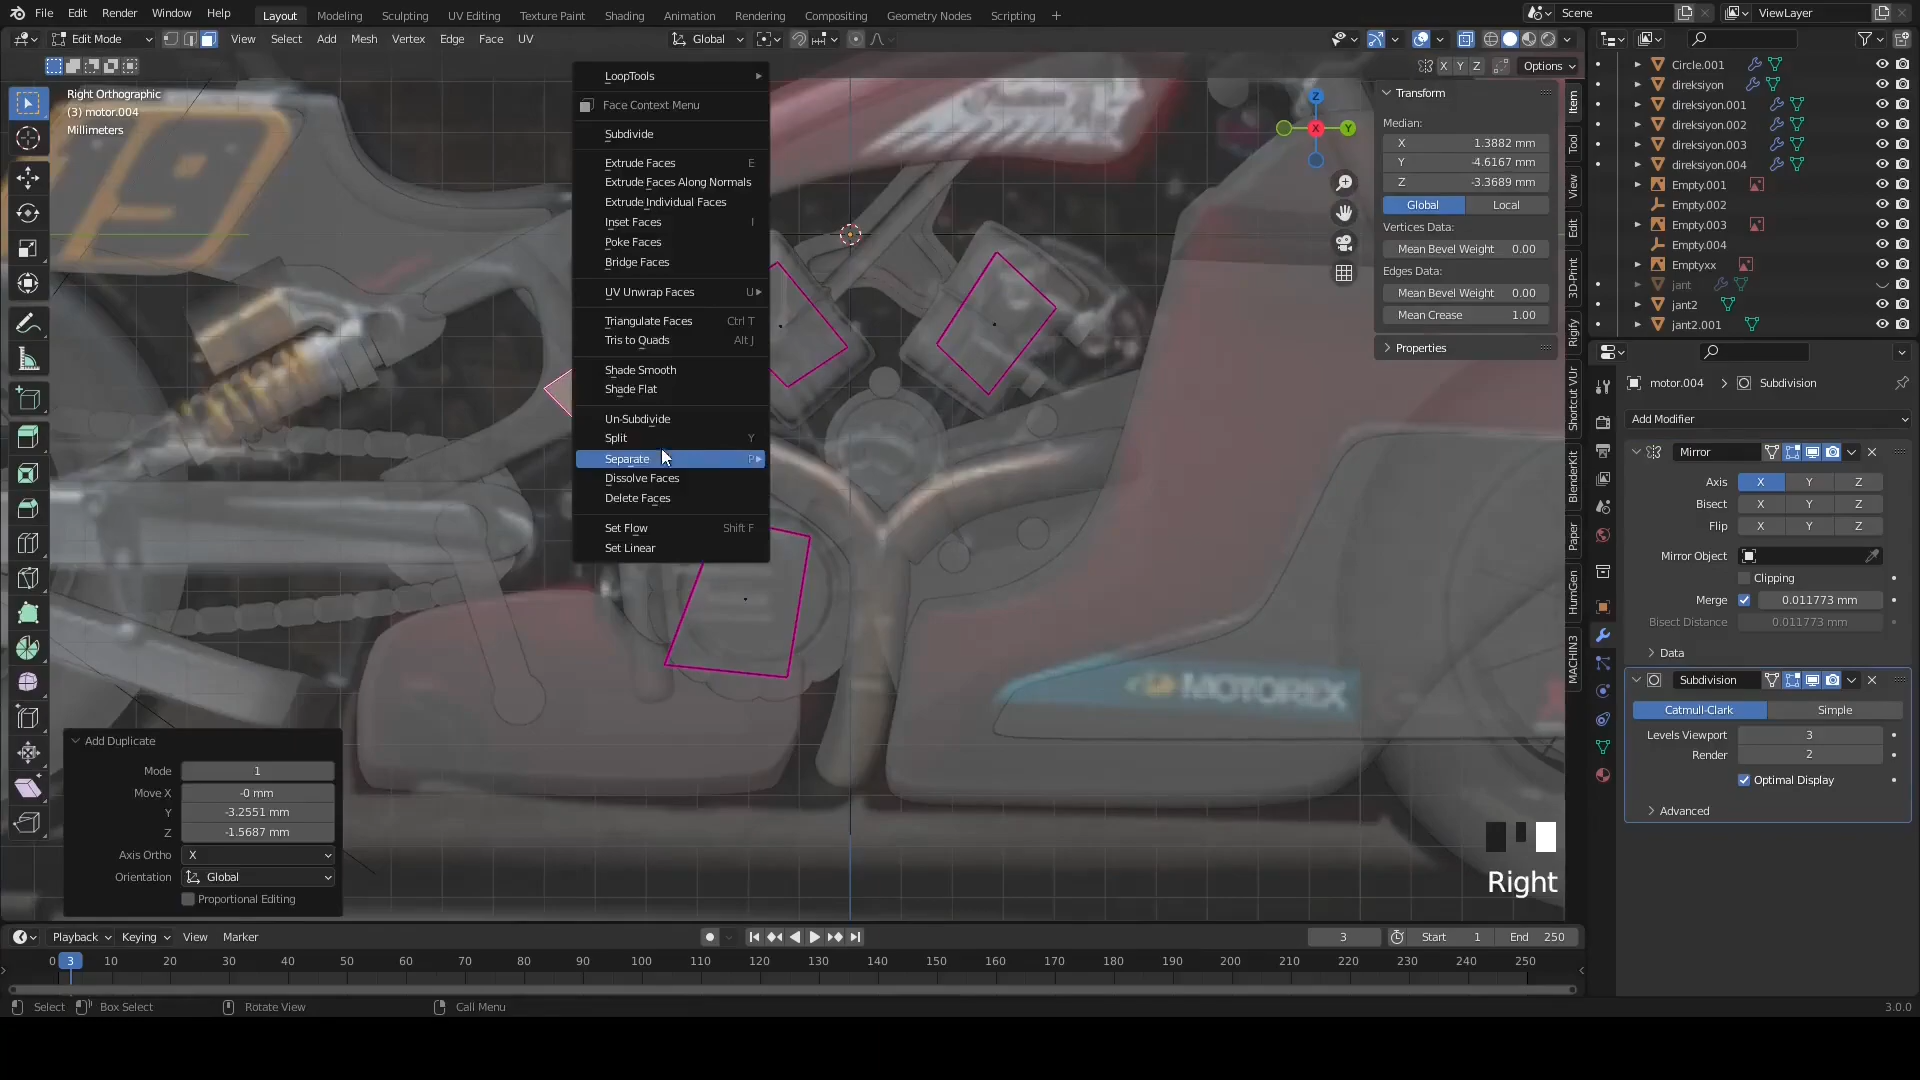 File Edit Render Window Help Layout Modeling Sculpting UV Editing Texture Paint Shading Animation Rendering Compositing Geometry Nodes Scripting + Scene ViewLayer
Edit Mode View Select Add Mesh Vertex Edge Face UV Global
X Y Z Options
Right Orthographic
(3) motor.004
Millimeters
LoopTools
Face Context Menu
Subdivide
Extrude Faces E
Extrude Faces Along Normals
Extrude Individual Faces
Inset Faces I
Poke Faces
Bridge Faces
UV Unwrap Faces U
Triangulate Faces Ctrl T
Tris to Quads Alt J
Shade Smooth
Shade Flat
Un-Subdivide
Split Y
Separate P
Dissolve Faces
Delete Faces
Set Flow Shift F
Set Linear
Z
X
Y
Transform
Median:
X 1.3882 mm
Y -4.6167 mm
Z -3.3689 mm
Global Local
Vertices Data:
Mean Bevel Weight 0.00
Edges Data:
Mean Bevel Weight 0.00
Mean Crease 1.00
Properties
Item
Tool
View
Edit
3D-Print
Rigify
Shortcut VUr
BlenderKit
Paper
HumGen
MACHIN3
Circle.001
direksiyon
direksiyon.001
direksiyon.002
direksiyon.003
direksiyon.004
Empty.001
Empty.002
Empty.003
Empty.004
Emptyxx
jant
jant2
jant2.001
motor.004 Subdivision
Add Modifier
Mirror
Axis X Y Z
Bisect X Y Z
Flip X Y Z
Mirror Object
Clipping
Merge 0.011773 mm
Bisect Distance 0.011773 mm
Data
Subdivision
Catmull-Clark Simple
Levels Viewport 3
Render 2
Optimal Display
Advanced
MOTOREX
Add Duplicate
Mode 1
Move X -0 mm
Y -3.2551 mm
Z -1.5687 mm
Axis Ortho X
Orientation Global
Proportional Editing
Right
Playback Keying View Marker 3 Start 1 End 250
0 3 10 20 30 40 50 60 70 80 90 100 110 120 130 140 150 160 170 180 190 200 210 220 230 240 250
Select Box Select Rotate View Call Menu 3.0.0